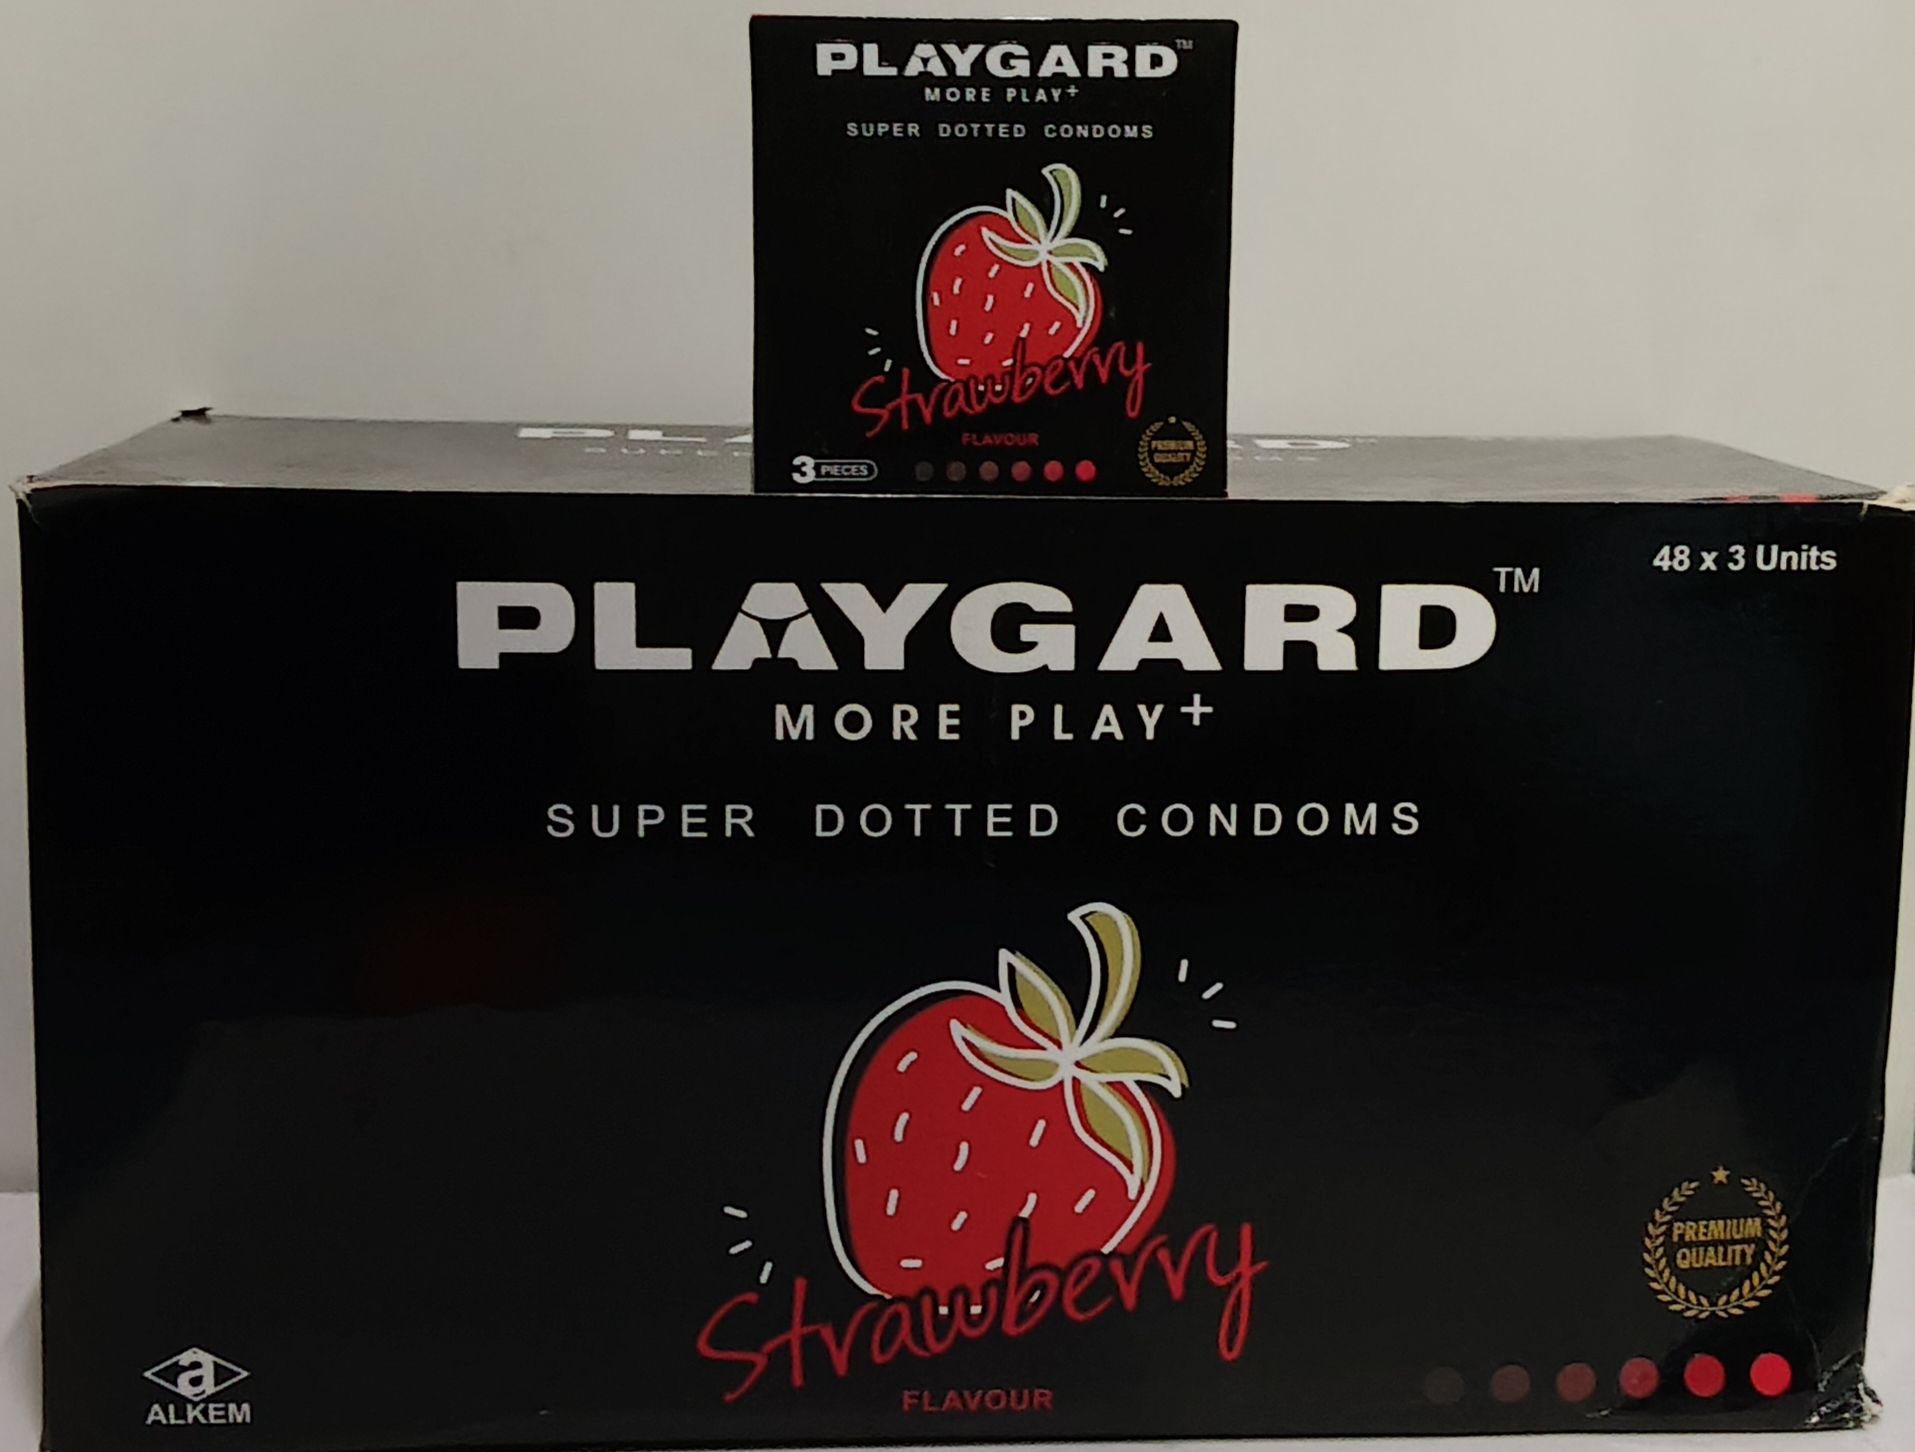 PLAYGARD™
MORE PLAY+
SUPER DOTTED CONDOMS
Strawberry
FLAVOUR
3 PIECES
PREMIUM
QUALITY
48 x 3 Units
PLAYGARD™
MORE PLAY+
SUPER DOTTED CONDOMS
Strawberry
FLAVOUR
PREMIUM
QUALITY
a
ALKEM